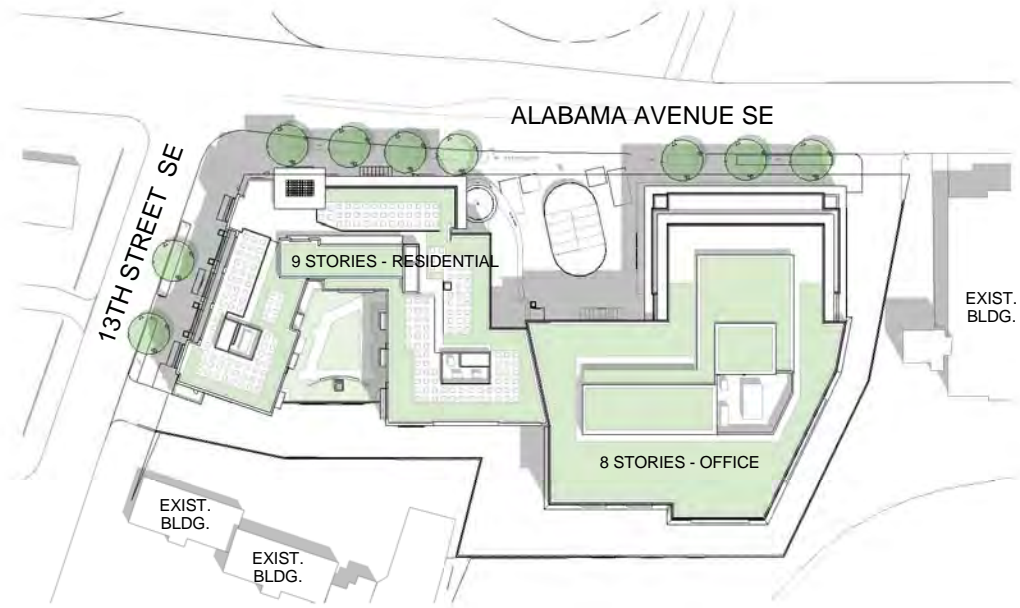 ALABAMA AVENUE SE
13TH STREET SE
9 STORIES - RESIDENTIAL
EXIST.
BLDG.
8 STORIES - OFFICE
EXIST.
BLDG.
EXIST.
BLDG.